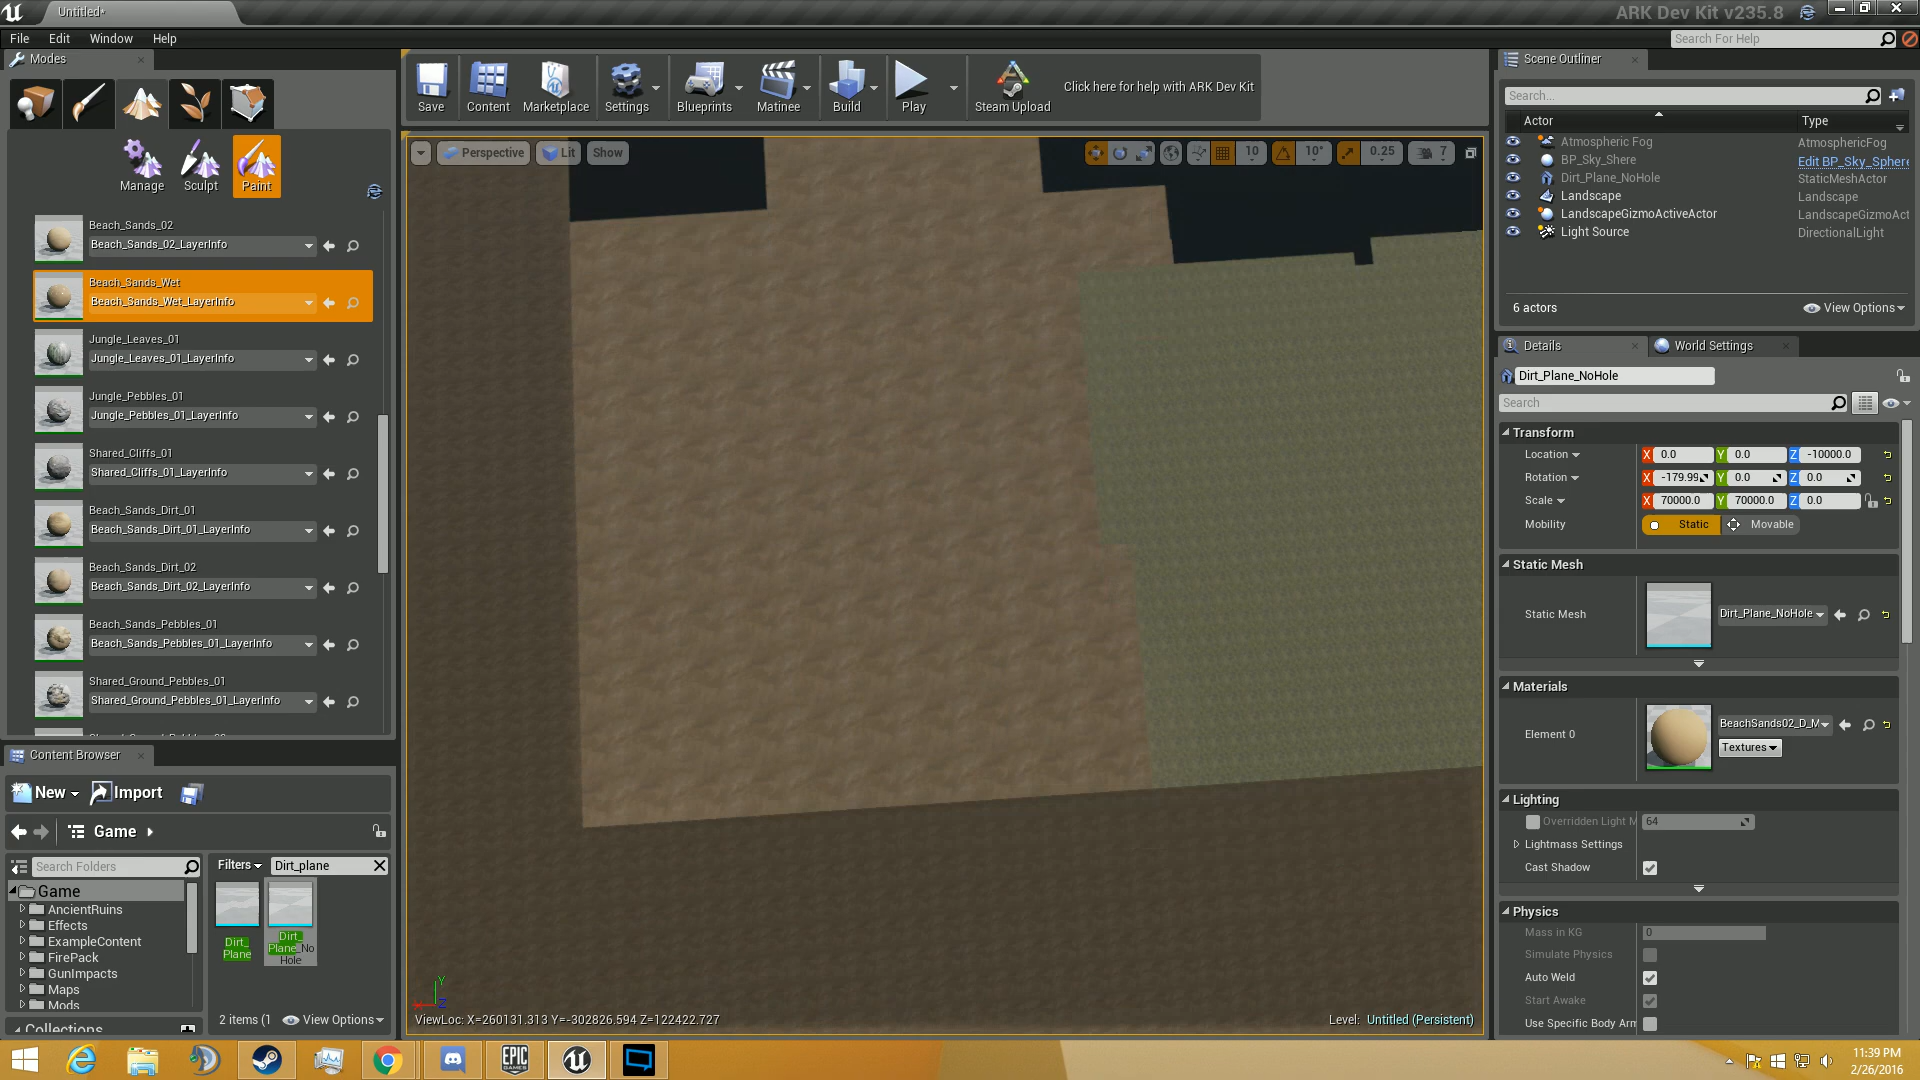 Untitled*
ARK Dev Kit v235.8
File Edit Window Help
Search For Help
Modes
Manage Sculpt Paint
Beach_Sands_02
Beach_Sands_02_LayerInfo
Beach_Sands_Wet
Beach_Sands_Wet_LayerInfo
Jungle_Leaves_01
Jungle_Leaves_01_LayerInfo
Jungle_Pebbles_01
Jungle_Pebbles_01_LayerInfo
Shared_Cliffs_01
Shared_Cliffs_01_LayerInfo
Beach_Sands_Dirt_01
Beach_Sands_Dirt_01_LayerInfo
Beach_Sands_Dirt_02
Beach_Sands_Dirt_02_LayerInfo
Beach_Sands_Pebbles_01
Beach_Sands_Pebbles_01_LayerInfo
Shared_Ground_Pebbles_01
Shared_Ground_Pebbles_01_LayerInfo
Content Browser
New Import
Game
Search Folders
Game
AncientRuins
Effects
ExampleContent
FirePack
GunImpacts
Maps
Mods
Collections
Filters Dirt_plane
Dirt_
Plane
Dirt_
Plane_No
Hole
2 items (1 View Options
Save Content Marketplace Settings Blueprints Matinee Build Play Steam Upload
Click here for help with ARK Dev Kit
Perspective Lit Show
10 10° 0.25 7
ViewLoc: X=260131.313 Y=-302826.594 Z=122422.727
Level: Untitled (Persistent)
X Y Z
Scene Outliner
Search...
Actor Type
Atmospheric Fog AtmosphericFog
BP_Sky_Shere Edit BP_Sky_Sphere
Dirt_Plane_NoHole StaticMeshActor
Landscape Landscape
LandscapeGizmoActiveActor LandscapeGizmoAct
Light Source DirectionalLight
6 actors View Options
Details World Settings
Dirt_Plane_NoHole
Search
Transform
Location X 0.0 Y 0.0 Z -10000.0
Rotation X -179.99 Y 0.0 Z 0.0
Scale X 70000.0 Y 70000.0 Z 0.0
Mobility Static Movable
Static Mesh
Static Mesh Dirt_Plane_NoHole
Materials
Element 0 BeachSands02_D_M
Textures
Lighting
Overridden Light M 64
Lightmass Settings
Cast Shadow
Physics
Mass in KG 0
Simulate Physics
Auto Weld
Start Awake
Use Specific Body Arm
EPIC
GAMES
11:39 PM
2/26/2016